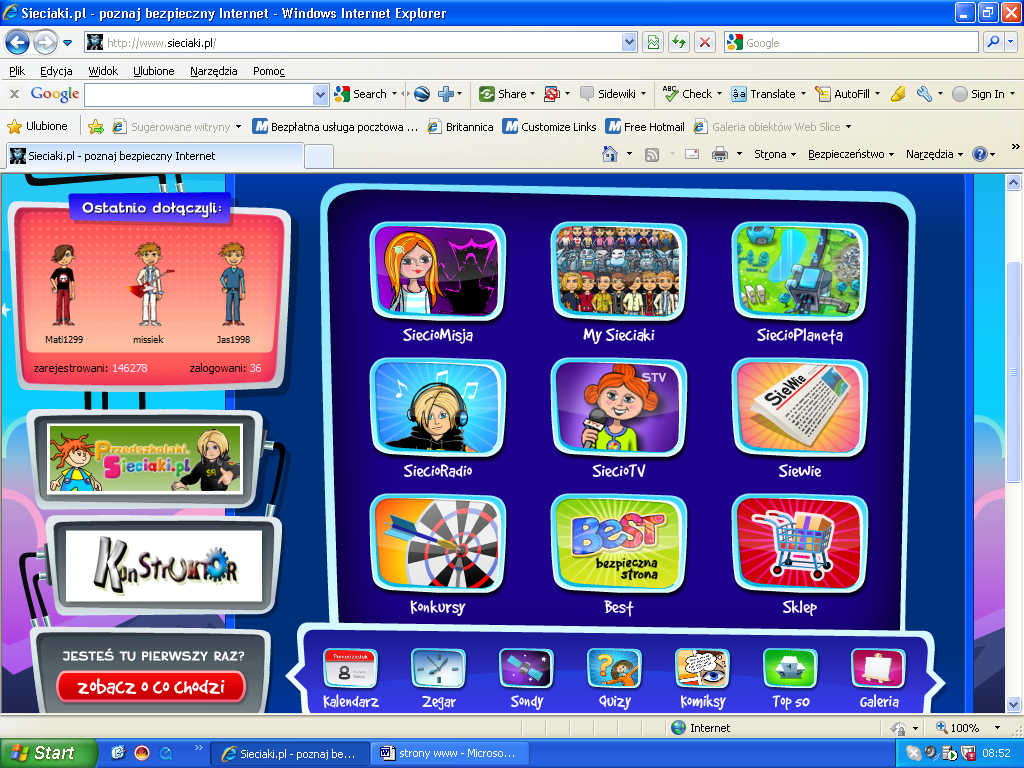 Sieciaki.pl - poznaj bezpieczny Internet - Windows Internet Explorer
http://www.sieciaki.pl/
Google
Plik Edycja Widok Ulubione Narzędzia Pomoc
x Google Search Share Sidewiki Check Translate AutoFill Sign In
Ulubione Sugerowane witryny Bezpłatna usługa pocztowa ... Britannica Customize Links Free Hotmail Galeria obiektów Web Slice
Sieciaki.pl - poznaj bezpieczny Internet
Strona Bezpieczeństwo Narzędzia
Ostatnio dołączyli:
Mati1299 missiek Jas1998
zarejestrowani: 146278 zalogowani: 36
Przedszkolaki.
Sieciaki.pl
Konstruktor
JESTEŚ TU PIERWSZY RAZ?
zobacz o co chodzi
SiecioMisja My Sieciaki SiecioPlaneta
STV
SieWie
SiecioRadio SiecioTV SieWie
BEST
bezpieczna
strona
Konkursy Best Sklep
Poniedziałek
8
Kalendarz Zegar Sondy Quizy Komiksy Top 50 Galeria
Internet 100%
Start Sieciaki.pl - poznaj be... strony www - Microso... 08:52